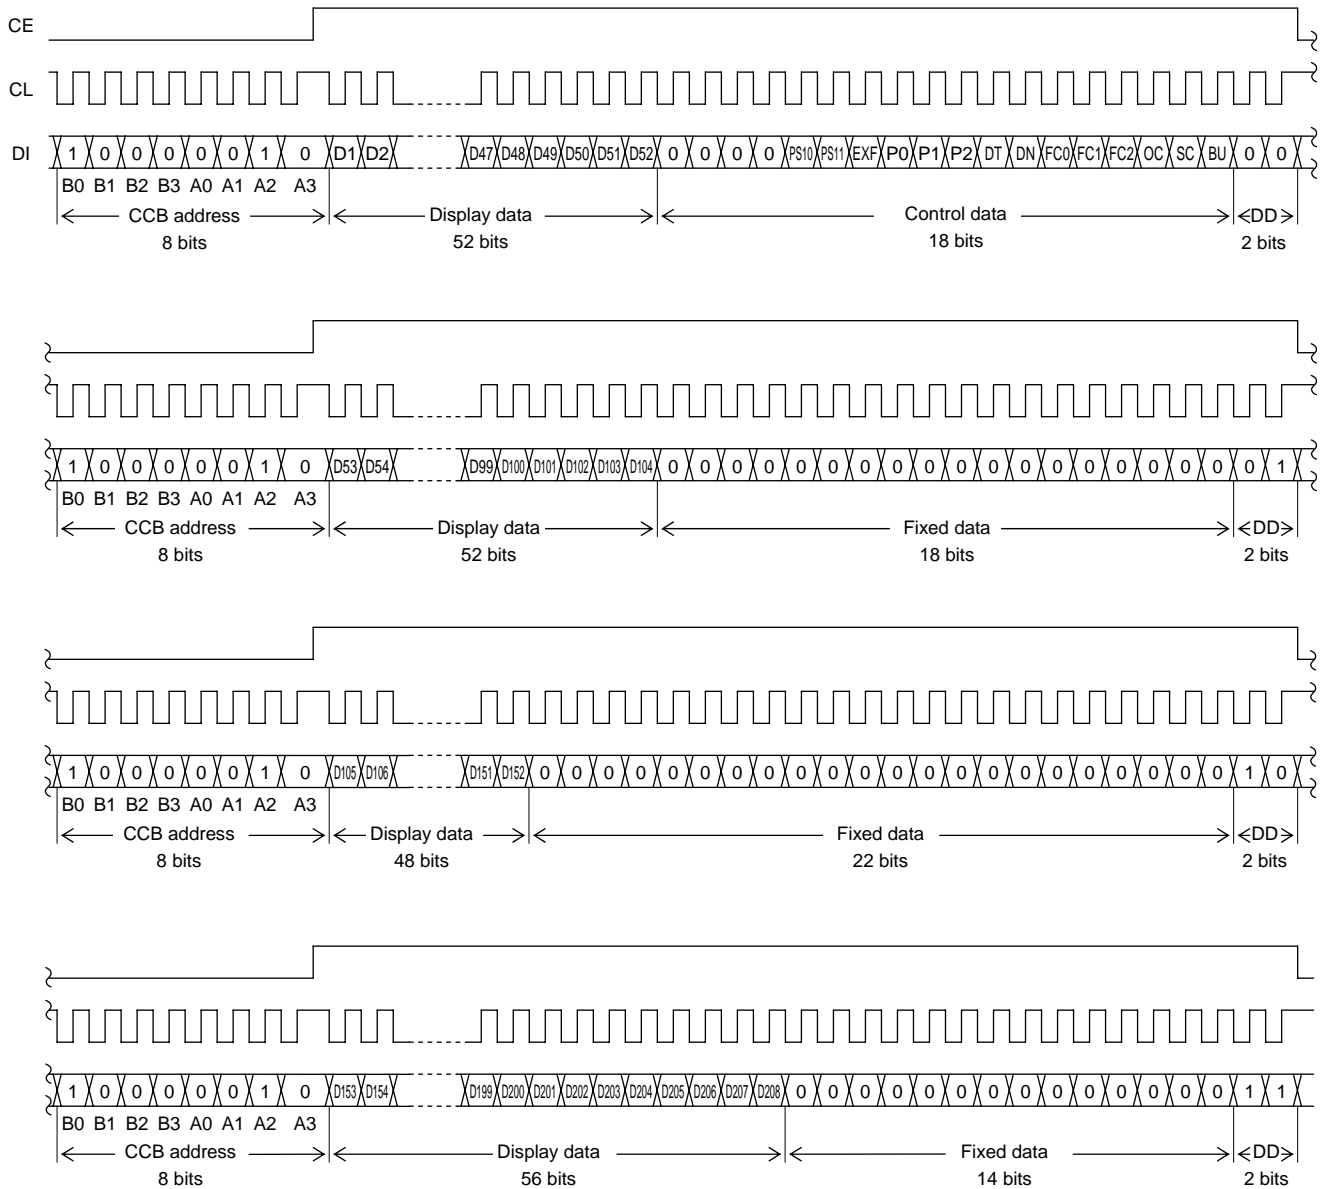 CE
CL
DI 1 0 0 0 0 0 1 0 D1 D2 D47 D48 D49 D50 D51 D52 0 0 0 0 PS10 PS11 EXF P0 P1 P2 DT DN FC0 FC1 FC2 OC SC BU 0 0
B0 B1 B2 B3 A0 A1 A2 A3
CCB address Display data Control data DD
8 bits 52 bits 18 bits 2 bits
1 0 0 0 0 0 1 0 D53 D54 D99 D100 D101 D102 D103 D104 0 0 0 0 0 0 0 0 0 0 0 0 0 0 0 0 0 0 0 1
B0 B1 B2 B3 A0 A1 A2 A3
CCB address Display data Fixed data DD
8 bits 52 bits 18 bits 2 bits
1 0 0 0 0 0 1 0 D105 D106 D151 D152 0 0 0 0 0 0 0 0 0 0 0 0 0 0 0 0 0 0 0 0 0 0 1 0
B0 B1 B2 B3 A0 A1 A2 A3
CCB address Display data Fixed data DD
8 bits 48 bits 22 bits 2 bits
1 0 0 0 0 0 1 0 D153 D154 D199 D200 D201 D202 D203 D204 D205 D206 D207 D208 0 0 0 0 0 0 0 0 0 0 0 0 0 0 1 1
B0 B1 B2 B3 A0 A1 A2 A3
CCB address Display data Fixed data DD
8 bits 56 bits 14 bits 2 bits